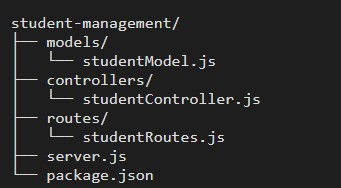 student-management/
├── models/
│   └── studentModel.js
├── controllers/
│   └── studentController.js
├── routes/
│   └── studentRoutes.js
├── server.js
└── package.json